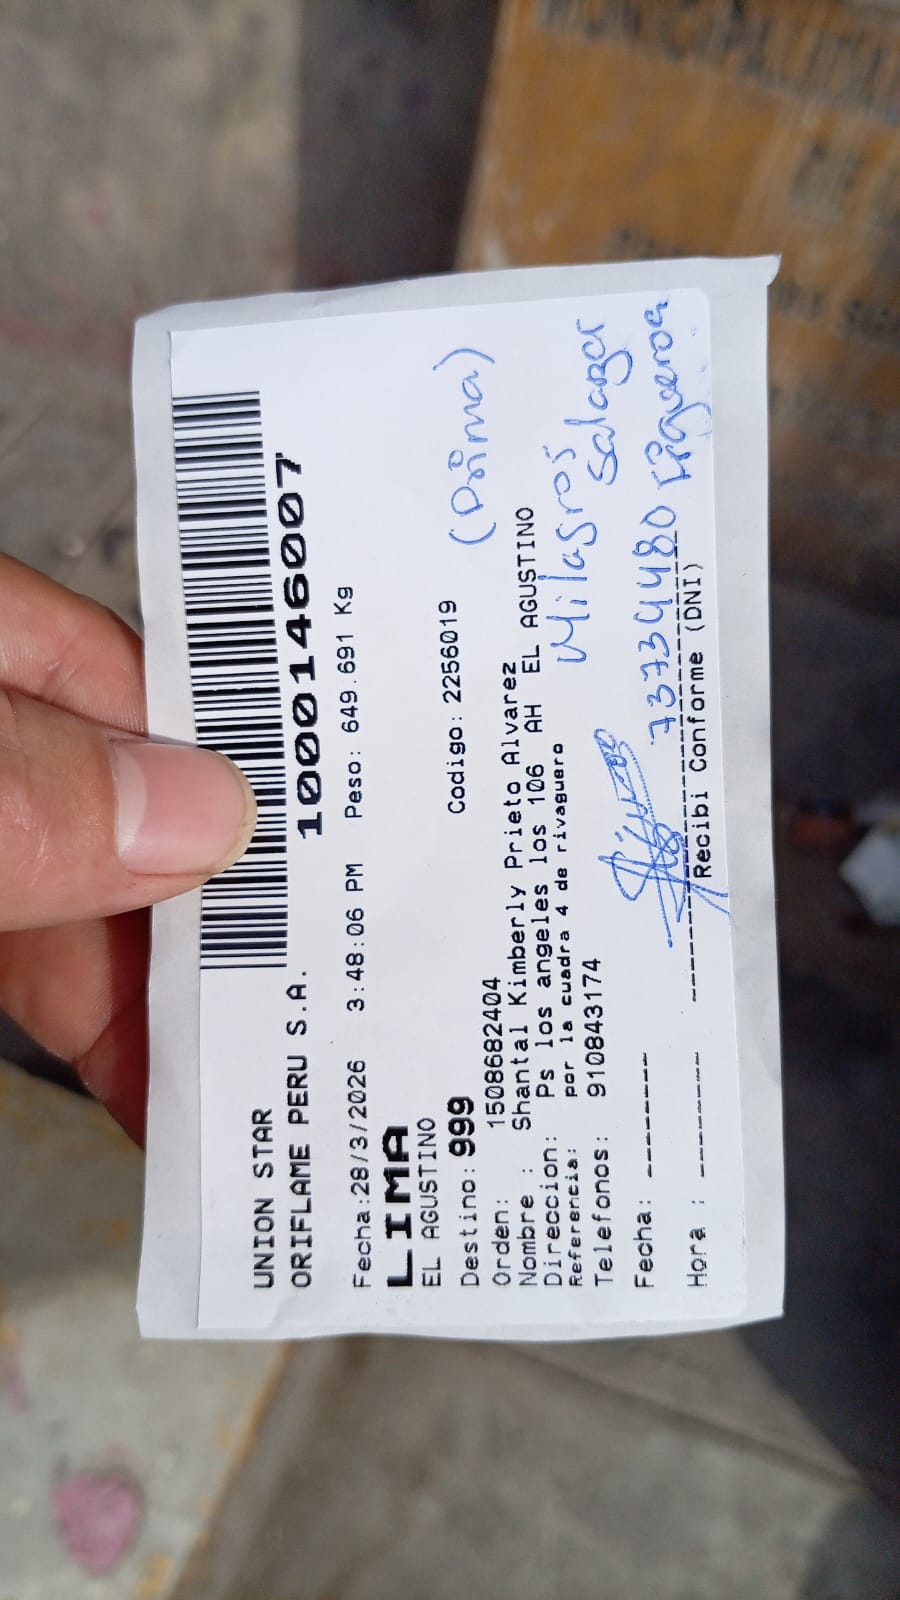 UNION STAR
ORIFLAME PERU S.A.
1000146007
Fecha:28/3/2026 3:48:06 PM Peso: 649.691 Kg
LIMA
EL AGUSTINO
Destino: 999 Codigo: 2256019
(Prima)
Orden: 1508682404
Nombre : Shantal Kimberly Prieto Alvarez
Direccion: Ps los angeles los 106 AH EL AGUSTINO
Referencia: por la cuadra 4 de rivaguero
Telefonos: 910843174
Milagros
Salazar
Figueroa
73734480
Fecha: --------
Hora : --------
Recibi Conforme (DNI)